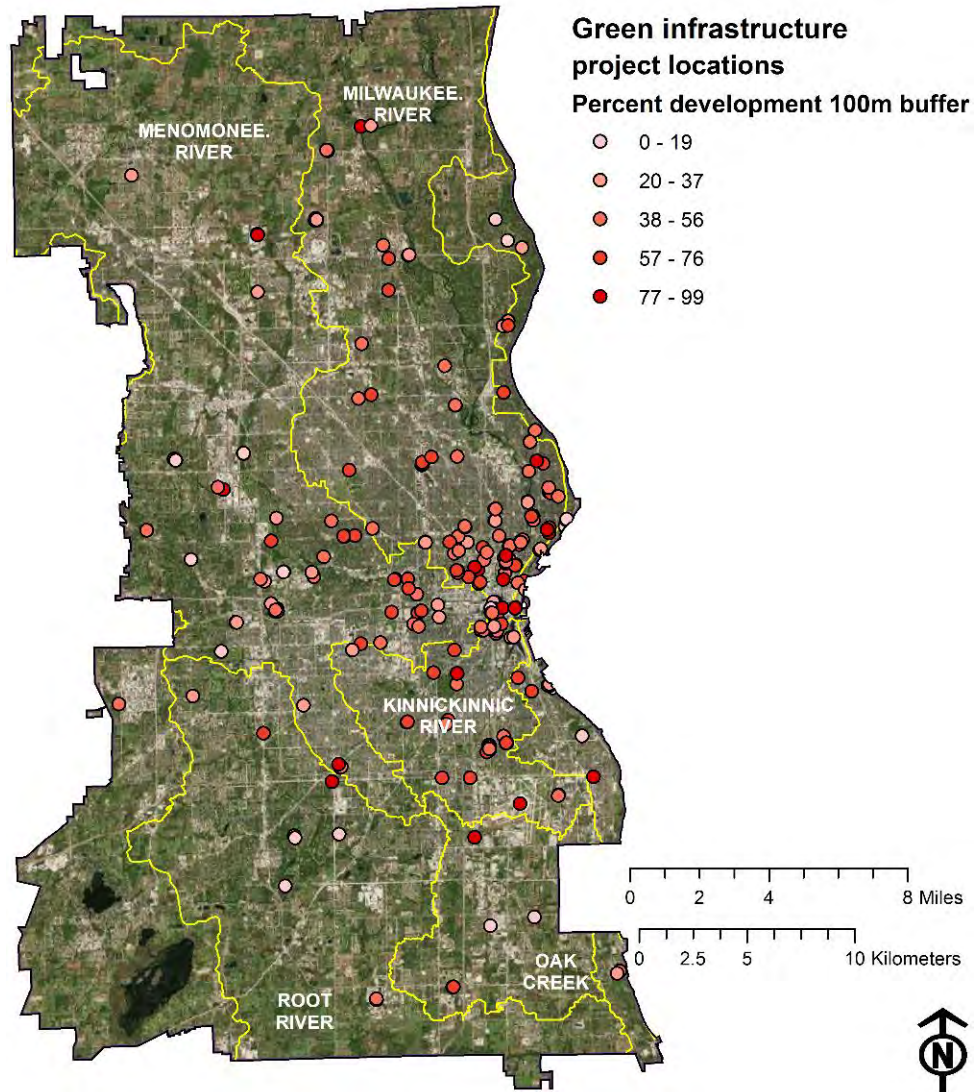 Green infrastructure
project locations
Percent development 100m buffer
0 - 19
20 - 37
38 - 56
57 - 76
77 - 99
MENOMONEE.
RIVER
MILWAUKEE.
RIVER
KINNICKINNIC
RIVER
OAK
CREEK
ROOT
RIVER
0 2 4 6 8 Miles
0 2.5 5 10 Kilometers
N